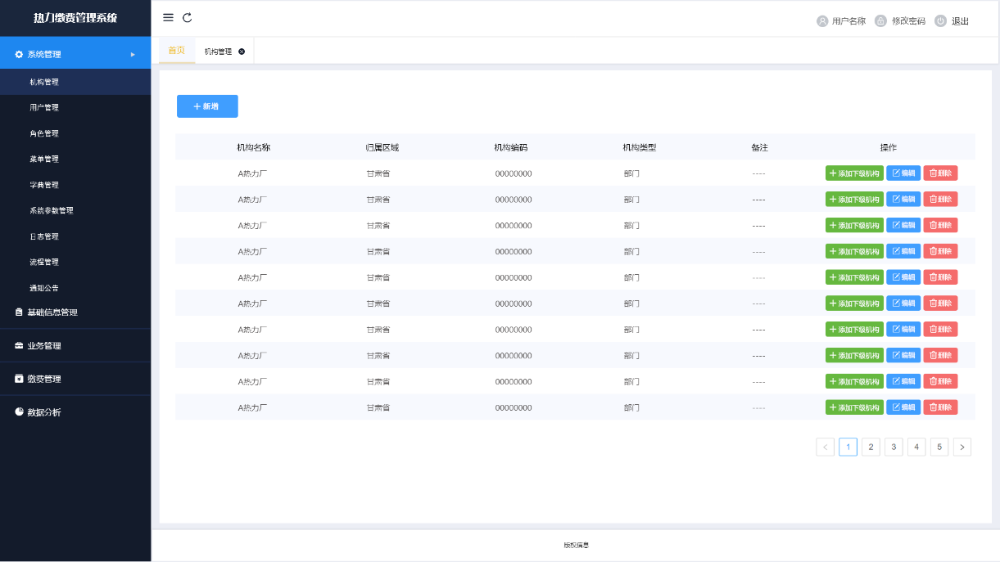 热力缴费管理系统
用户名称 修改密码 退出
系统管理
首页 机构管理
机构管理
用户管理
角色管理
菜单管理
字典管理
系统参数管理
日志管理
流程管理
通知公告
基础信息管理
业务管理
缴费管理
数据分析
新增
机构名称 归属区域 机构编码 机构类型 备注 操作
A热力厂 甘肃省 00000000 部门 ---- 添加下级机构 编辑 删除
A热力厂 甘肃省 00000000 部门 ---- 添加下级机构 编辑 删除
A热力厂 甘肃省 00000000 部门 ---- 添加下级机构 编辑 删除
A热力厂 甘肃省 00000000 部门 ---- 添加下级机构 编辑 删除
A热力厂 甘肃省 00000000 部门 ---- 添加下级机构 编辑 删除
A热力厂 甘肃省 00000000 部门 ---- 添加下级机构 编辑 删除
A热力厂 甘肃省 00000000 部门 ---- 添加下级机构 编辑 删除
A热力厂 甘肃省 00000000 部门 ---- 添加下级机构 编辑 删除
A热力厂 甘肃省 00000000 部门 ---- 添加下级机构 编辑 删除
A热力厂 甘肃省 00000000 部门 ---- 添加下级机构 编辑 删除
< 1 2 3 4 5 >
版权信息